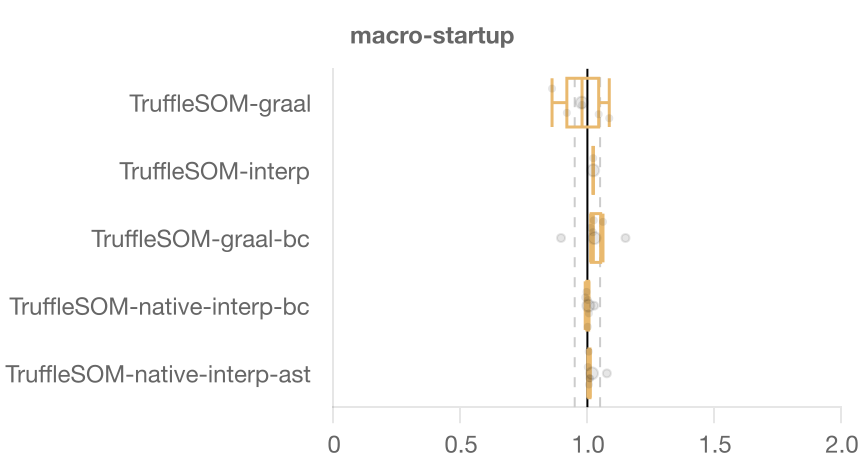 macro-startup
TruffleSOM-graal
TruffleSOM-interp
TruffleSOM-graal-bc
TruffleSOM-native-interp-bc
TruffleSOM-native-interp-ast
0 0.5 1.0 1.5 2.0